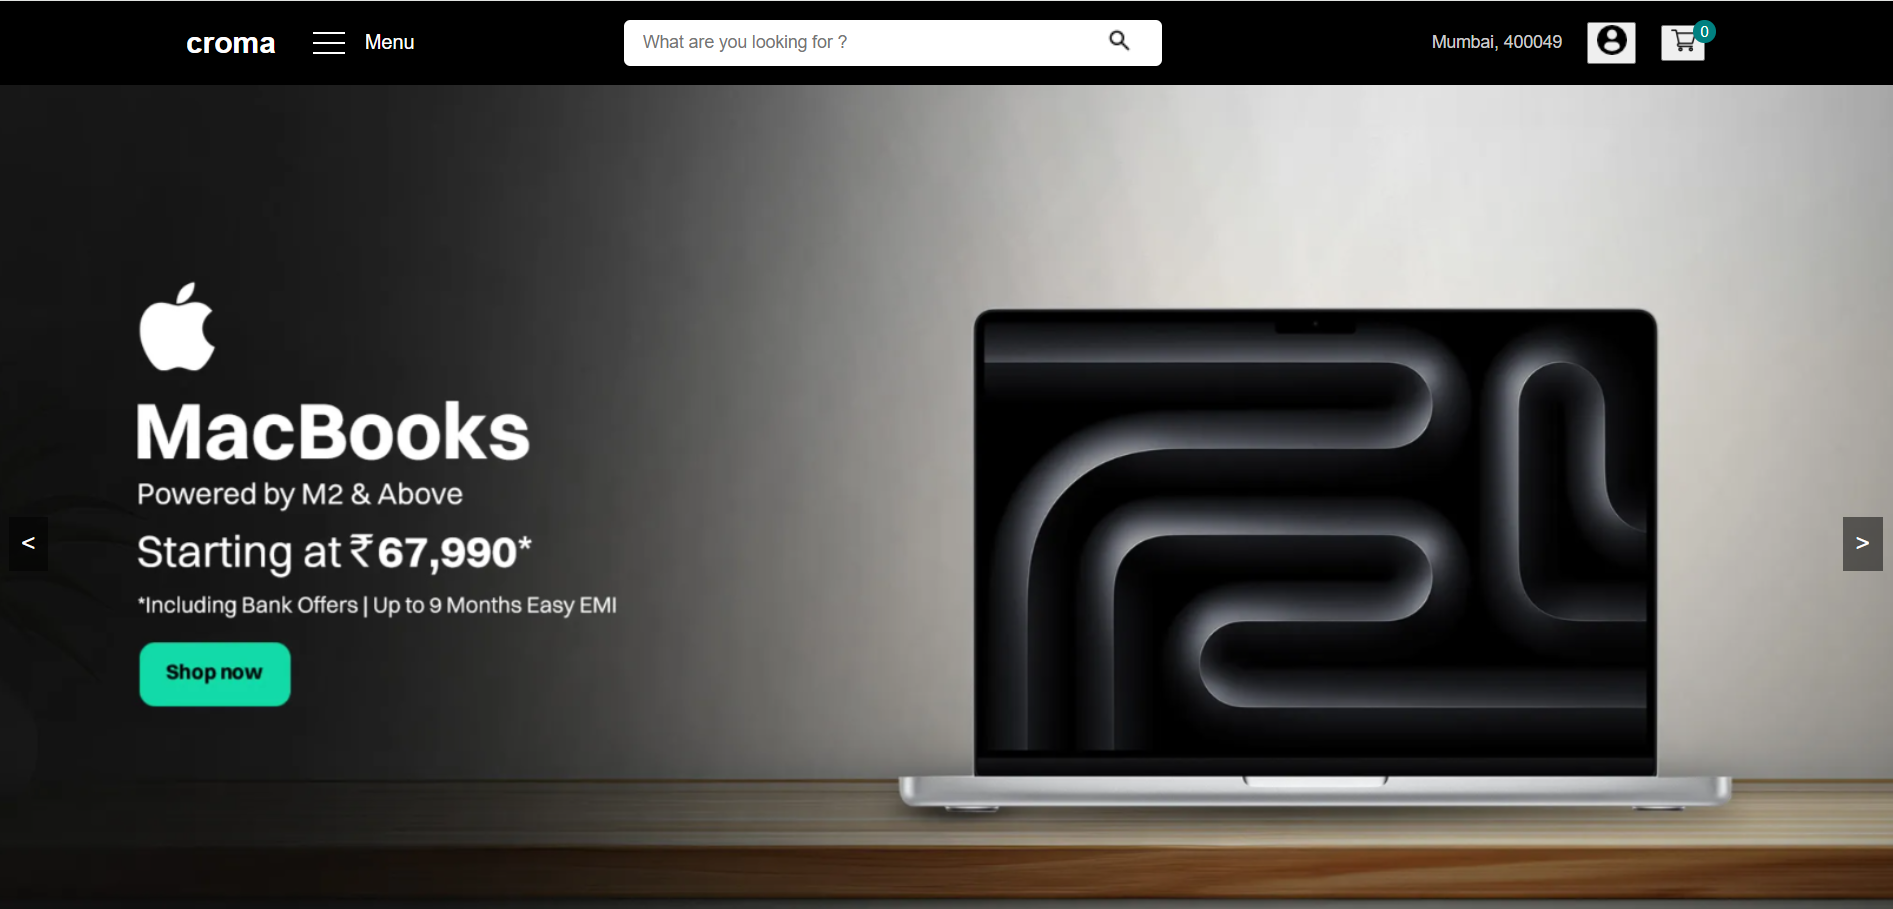 croma
Menu
What are you looking for ?
Mumbai, 400049
0
MacBooks
Powered by M2 & Above
Starting at ₹67,990*
*Including Bank Offers | Up to 9 Months Easy EMI
<
>
Shop now